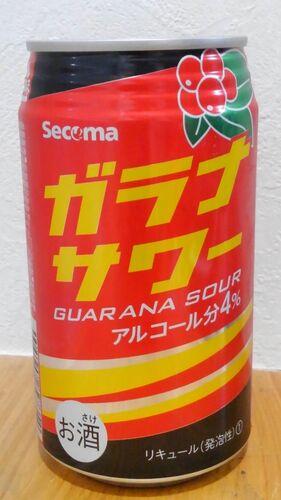 Secoma
ガラナ
サワー
GUARANA SOUR
アルコール分4%
さけ
お酒
リキュール(発泡性)①